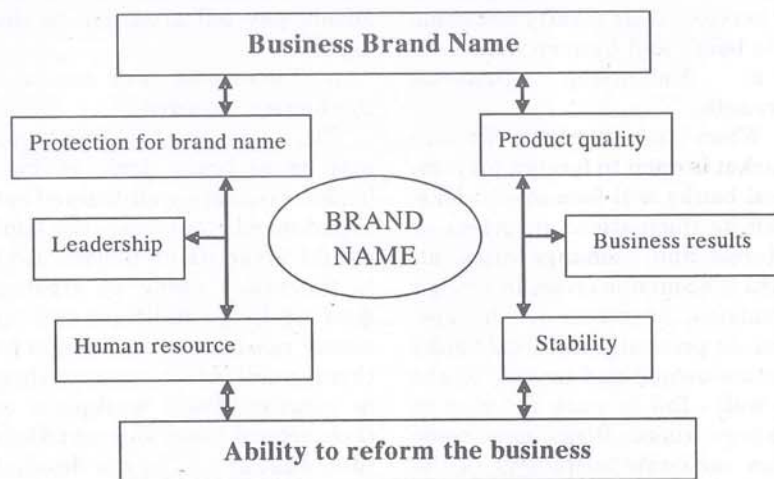 Business Brand Name
Protection for brand name
Product quality
BRAND
NAME
Leadership
Business results
Human resource
Stability
Ability to reform the business